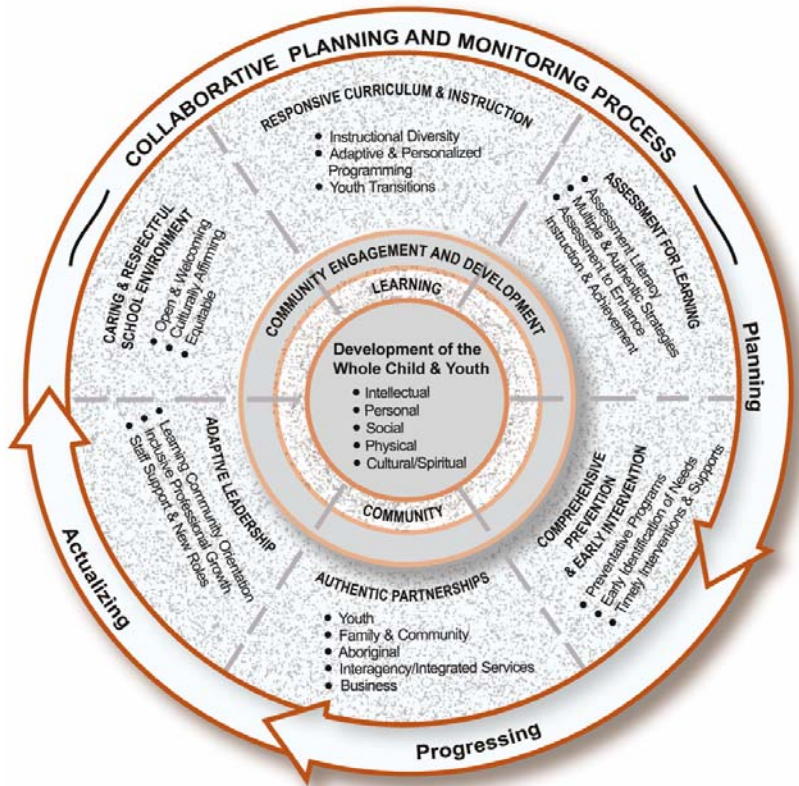 COLLABORATIVE PLANNING AND MONITORING PROCESS
RESPONSIVE CURRICULUM & INSTRUCTION
• Instructional Diversity
• Adaptive & Personalized
Programming
• Youth Transitions
ASSESSMENT FOR LEARNING
• Assessment Literacy
• Multiple & Authentic Strategies
• Assessment to Enhance
Instruction & Achievement
Planning
COMPREHENSIVE
PREVENTION
& EARLY INTERVENTION
• Preventative Programs
• Early Identification of Needs
• Timely Interventions & Supports
Progressing
AUTHENTIC PARTNERSHIPS
• Youth
• Family & Community
• Aboriginal
• Interagency/Integrated Services
• Business
Actualizing
ADAPTIVE LEADERSHIP
• Learning Community Orientation
• Inclusive Professional Growth
• Staff Support & New Roles
CARING & RESPECTFUL
SCHOOL ENVIRONMENT
• Open & Welcoming
• Culturally Affirming
• Equitable
COMMUNITY ENGAGEMENT AND DEVELOPMENT
LEARNING
COMMUNITY
Development of the
Whole Child & Youth
• Intellectual
• Personal
• Social
• Physical
• Cultural/Spiritual